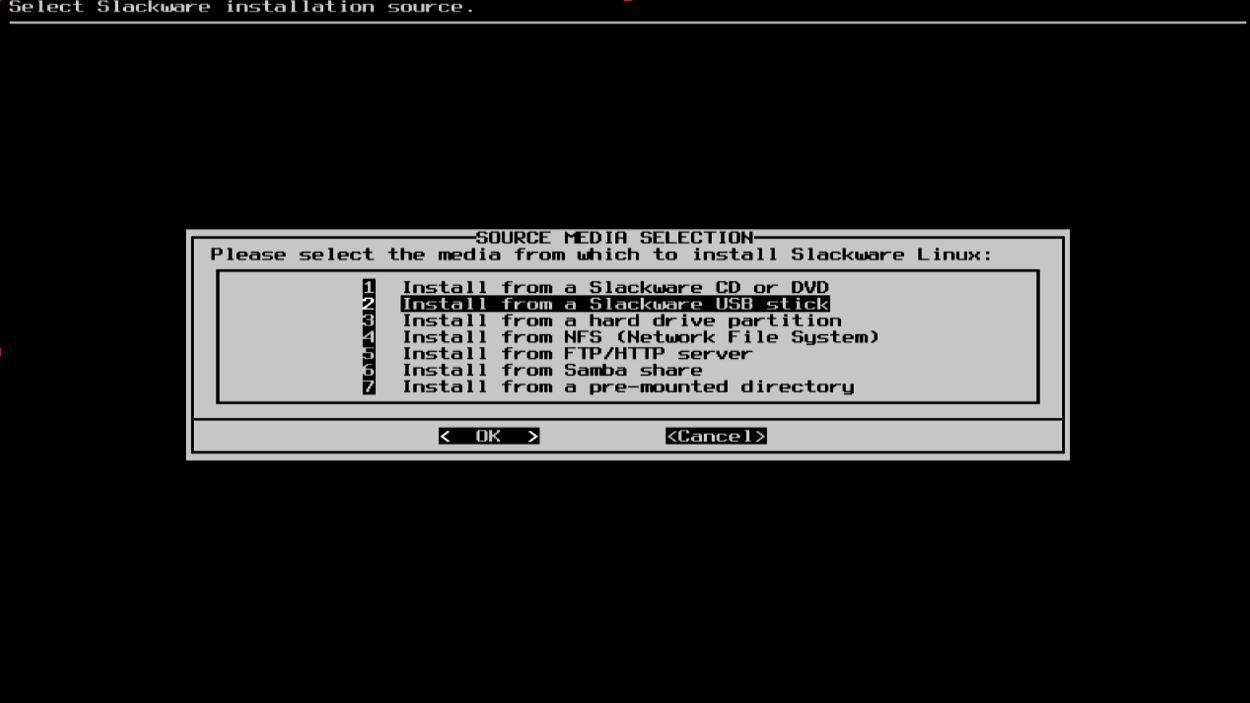 Select Slackware installation source.
SOURCE MEDIA SELECTION
Please select the media from which to install Slackware Linux:
1 Install from a Slackware CD or DVD
2 Install from a Slackware USB stick
3 Install from a hard drive partition
4 Install from NFS (Network File System)
5 Install from FTP/HTTP server
6 Install from Samba share
7 Install from a pre-mounted directory
< OK > <Cancel>